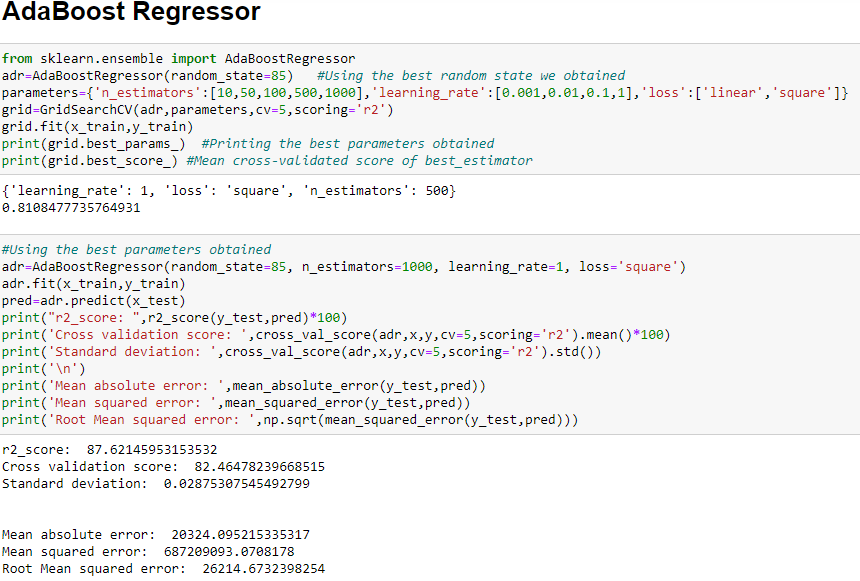 AdaBoost Regressor
from sklearn.ensemble import AdaBoostRegressor
adr=AdaBoostRegressor(random_state=85)   #Using the best random state we obtained
parameters={'n_estimators':[10,50,100,500,1000],'learning_rate':[0.001,0.01,0.1,1],'loss':['linear','square']}
grid=GridSearchCV(adr,parameters,cv=5,scoring='r2')
grid.fit(x_train,y_train)
print(grid.best_params_)  #Printing the best parameters obtained
print(grid.best_score_) #Mean cross-validated score of best_estimator
{'learning_rate': 1, 'loss': 'square', 'n_estimators': 500}
0.8108477735764931
#Using the best parameters obtained
adr=AdaBoostRegressor(random_state=85, n_estimators=1000, learning_rate=1, loss='square')
adr.fit(x_train,y_train)
pred=adr.predict(x_test)
print("r2_score: ",r2_score(y_test,pred)*100)
print('Cross validation score: ',cross_val_score(adr,x,y,cv=5,scoring='r2').mean()*100)
print('Standard deviation: ',cross_val_score(adr,x,y,cv=5,scoring='r2').std())
print('\n')
print('Mean absolute error: ',mean_absolute_error(y_test,pred))
print('Mean squared error: ',mean_squared_error(y_test,pred))
print('Root Mean squared error: ',np.sqrt(mean_squared_error(y_test,pred)))
r2_score:  87.62145953153532
Cross validation score:  82.46478239668515
Standard deviation:  0.02875307545492799
Mean absolute error:  20324.095215335317
Mean squared error:  687209093.0708178
Root Mean squared error:  26214.6732398254